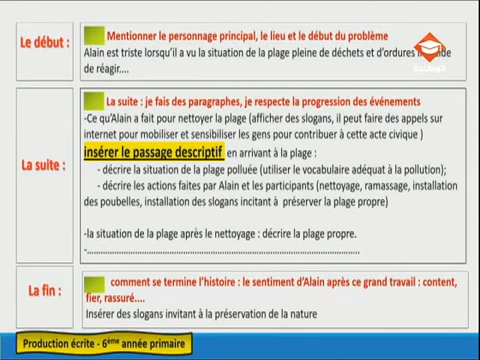 Le début :
Mentionner le personnage principal, le lieu et le début du problème
Alain est triste lorsqu'il a vu la situation de la plage pleine de déchets et d'ordures
de réagir....
La suite :
La suite : je fais des paragraphes, je respecte la progression des événements
-Ce qu'Alain a fait pour nettoyer la plage (afficher des slogans, il peut faire des appels sur
internet pour mobiliser et sensibiliser les gens pour contribuer à cette acte civique )
insérer le passage descriptif en arrivant à la plage :
- décrire la situation de la plage polluée (utiliser le vocabulaire adéquat à la pollution);
- décrire les actions faites par Alain et les participants (nettoyage, ramassage, installation
des poubelles, installation des slogans incitant à préserver la plage propre)
-la situation de la plage après le nettoyage : décrire la plage propre.
-....................................................................................................
La fin :
comment se termine l'histoire : le sentiment d'Alain après ce grand travail : content,
fier, rassuré....
Insérer des slogans invitant à la préservation de la nature
Production écrite - 6ème année primaire